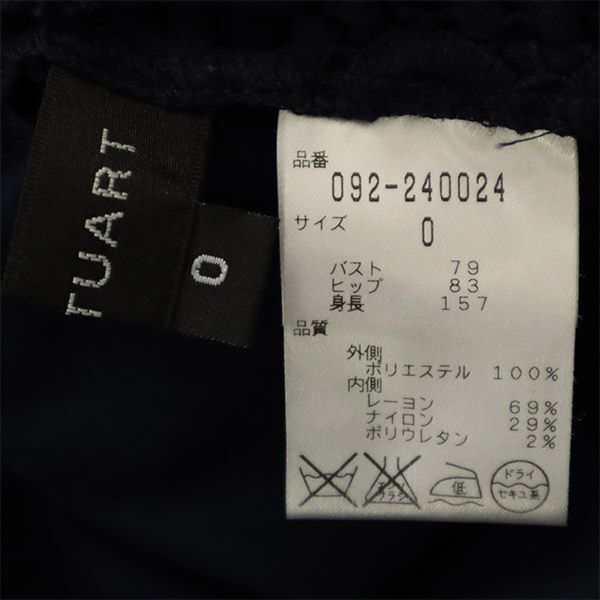 TUART
0
品番
092-240024
サイズ
0
バスト 79
ヒップ 83
身長 157
品質
外側
ポリエステル 100%
内側
レーヨン 69%
ナイロン 29%
ポリウレタン 2%
低
ドライ
セキユ系